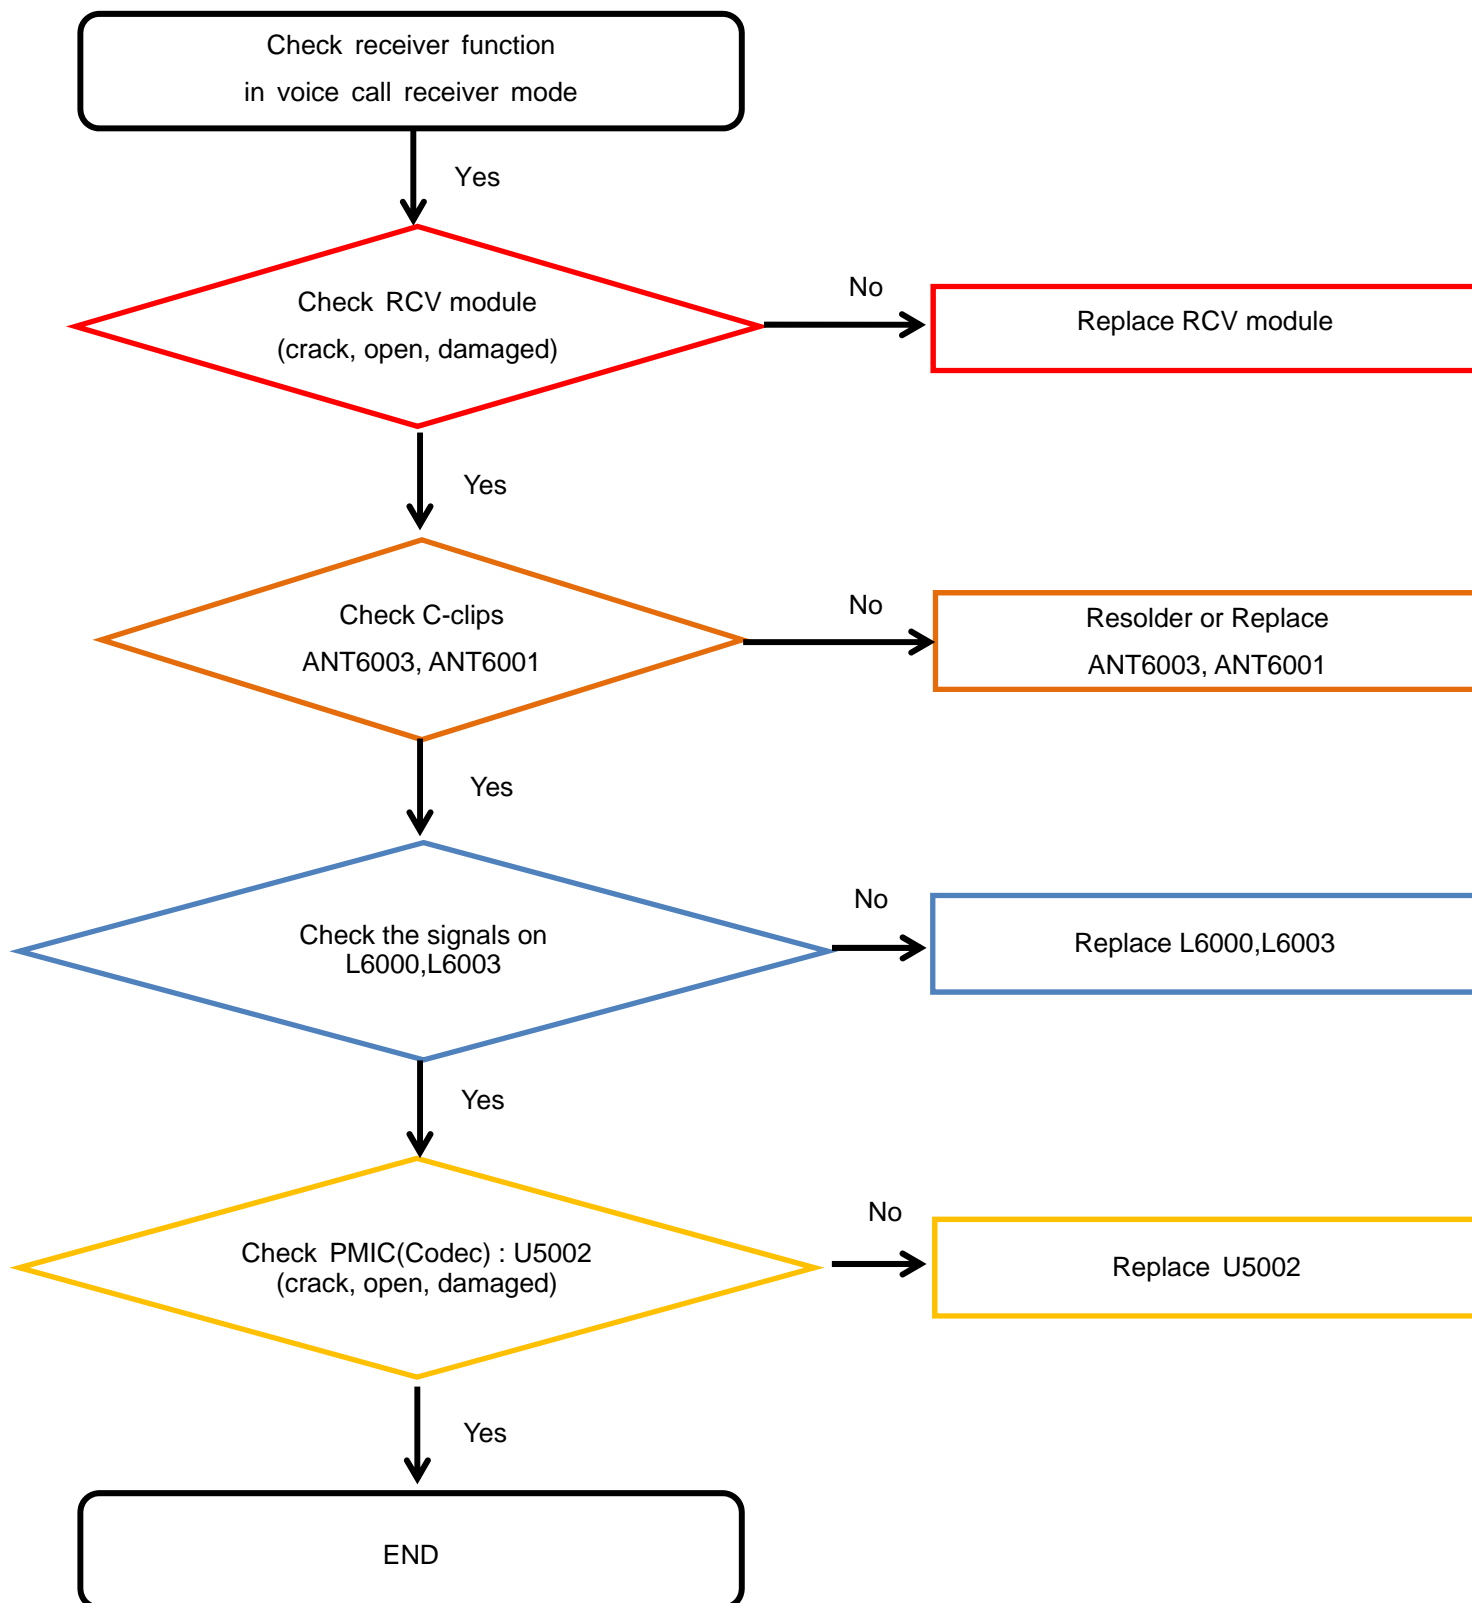 Check receiver function
in voice call receiver mode
Yes
Check RCV module
(crack, open, damaged)
No
Replace RCV module
Yes
Check C-clips
ANT6003, ANT6001
No
Resolder or Replace
ANT6003, ANT6001
Yes
Check the signals on
L6000,L6003
No
Replace L6000,L6003
Yes
Check PMIC(Codec) : U5002
(crack, open, damaged)
No
Replace U5002
Yes
END